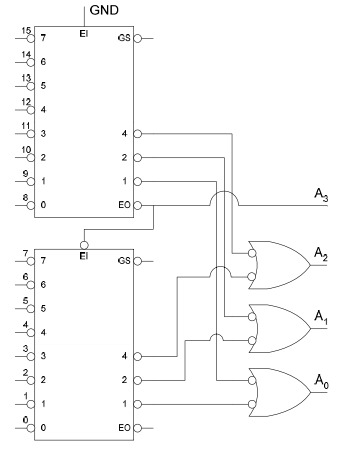 GND
15 7 EI GS
14 6
13 5
12 4
11 3 4
10 2 2
9 1 1
8 0 EO A3
7 7 EI GS
6 6 A2
5 5
4 4 A1
3 3 4
2 2 2
1 1 1 A0
0 0 EO